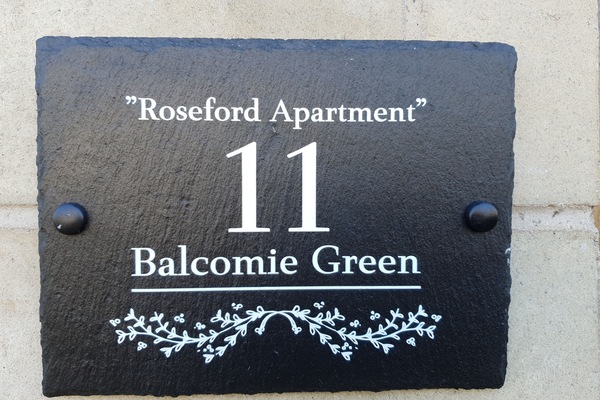 ”Roseford Apartment”
11
Balcomie Green